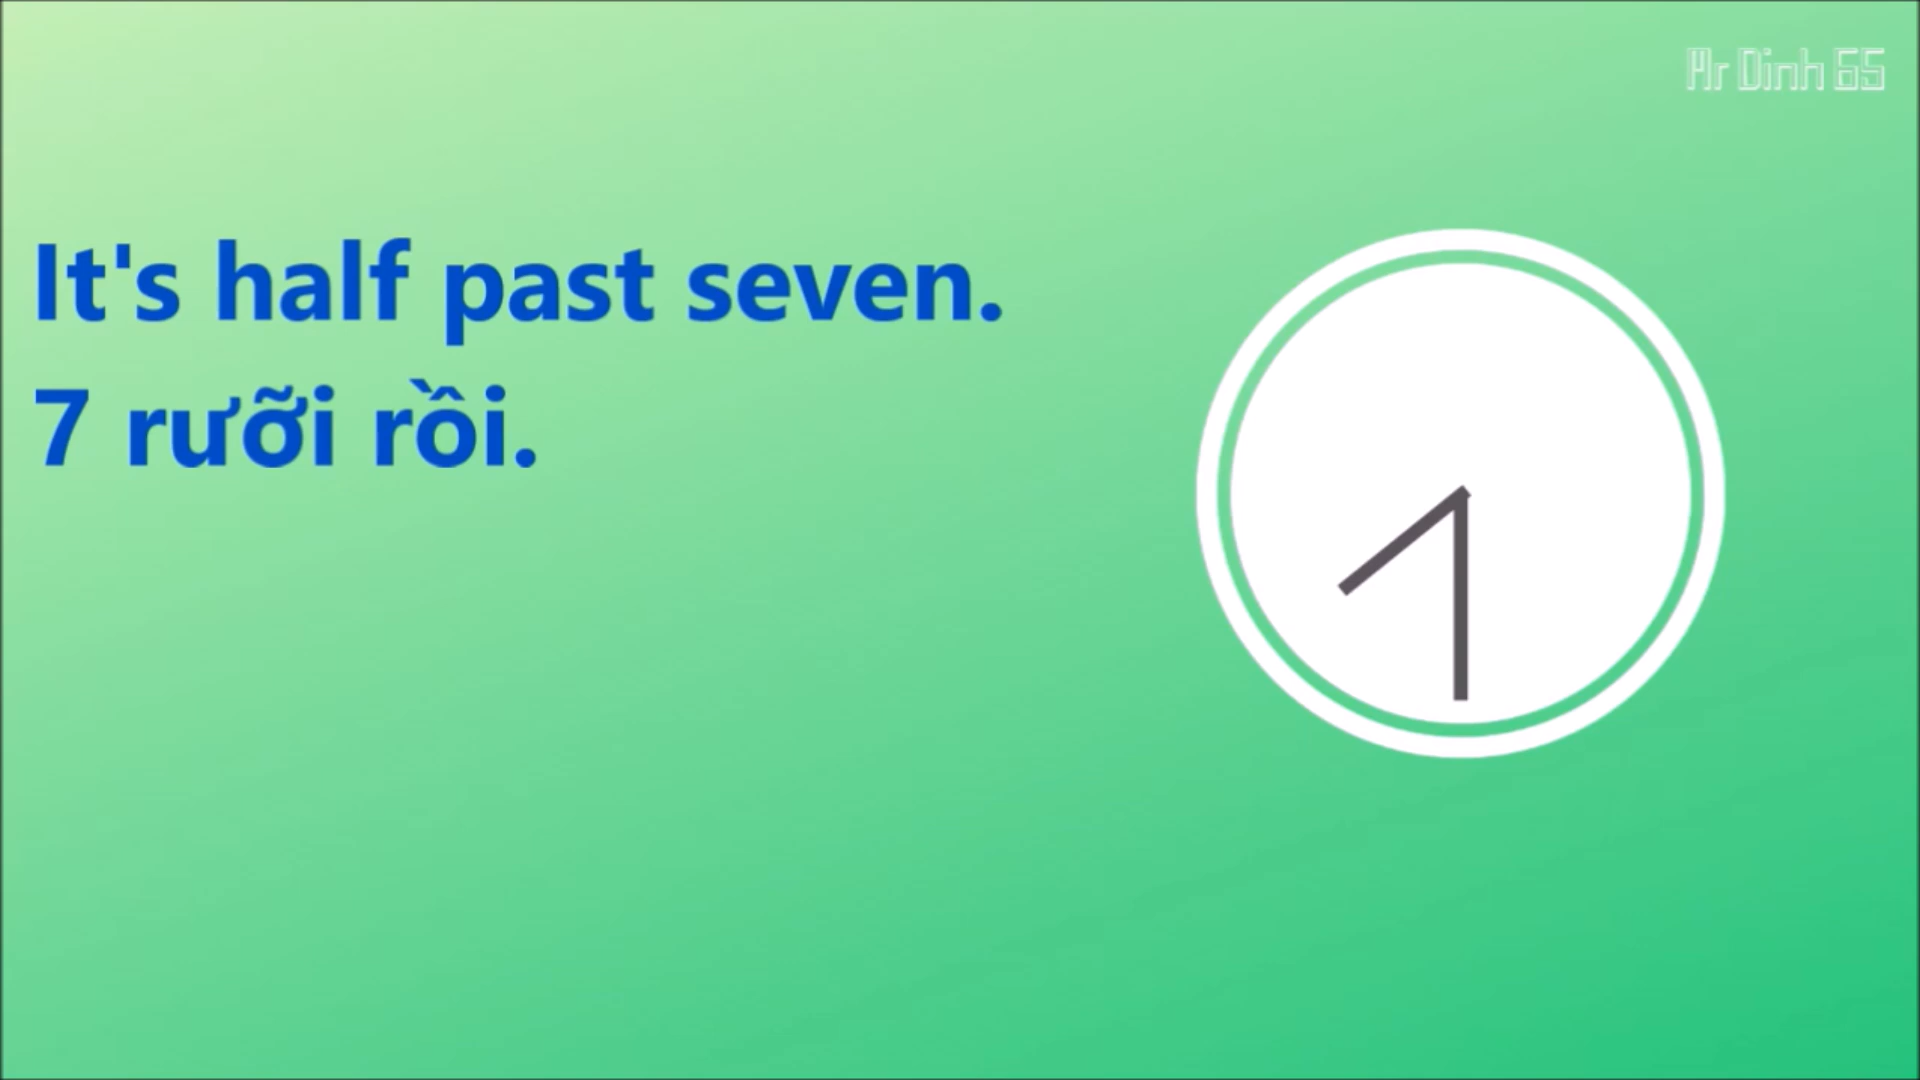 Mr Dinh 65
It's half past seven.
7 rưỡi rồi.